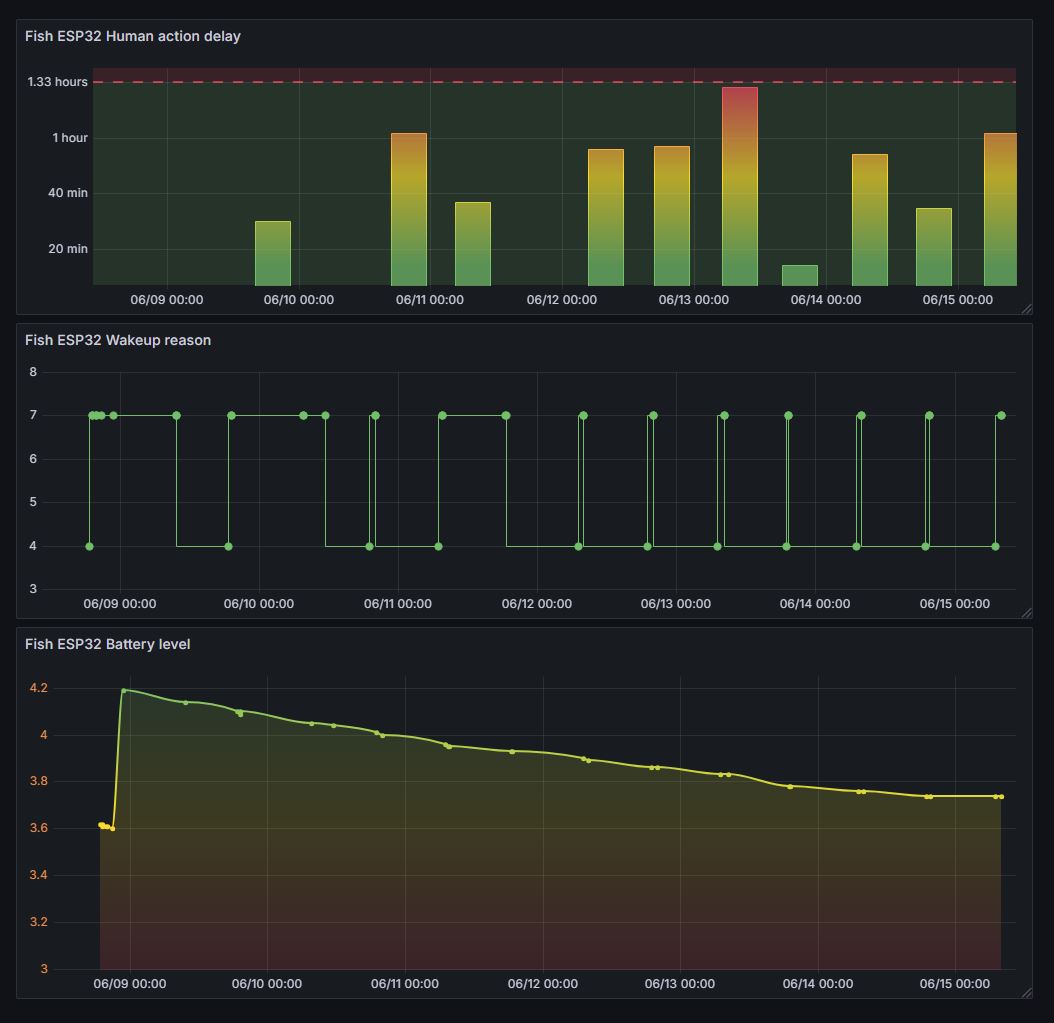 Fish ESP32 Human action delay
1.33 hours
1 hour
40 min
20 min
06/09 00:00 06/10 00:00 06/11 00:00 06/12 00:00 06/13 00:00 06/14 00:00 06/15 00:00
Fish ESP32 Wakeup reason
8
7
6
5
4
3
06/09 00:00 06/10 00:00 06/11 00:00 06/12 00:00 06/13 00:00 06/14 00:00 06/15 00:00
Fish ESP32 Battery level
4.2
4
3.8
3.6
3.4
3.2
3
06/09 00:00 06/10 00:00 06/11 00:00 06/12 00:00 06/13 00:00 06/14 00:00 06/15 00:00